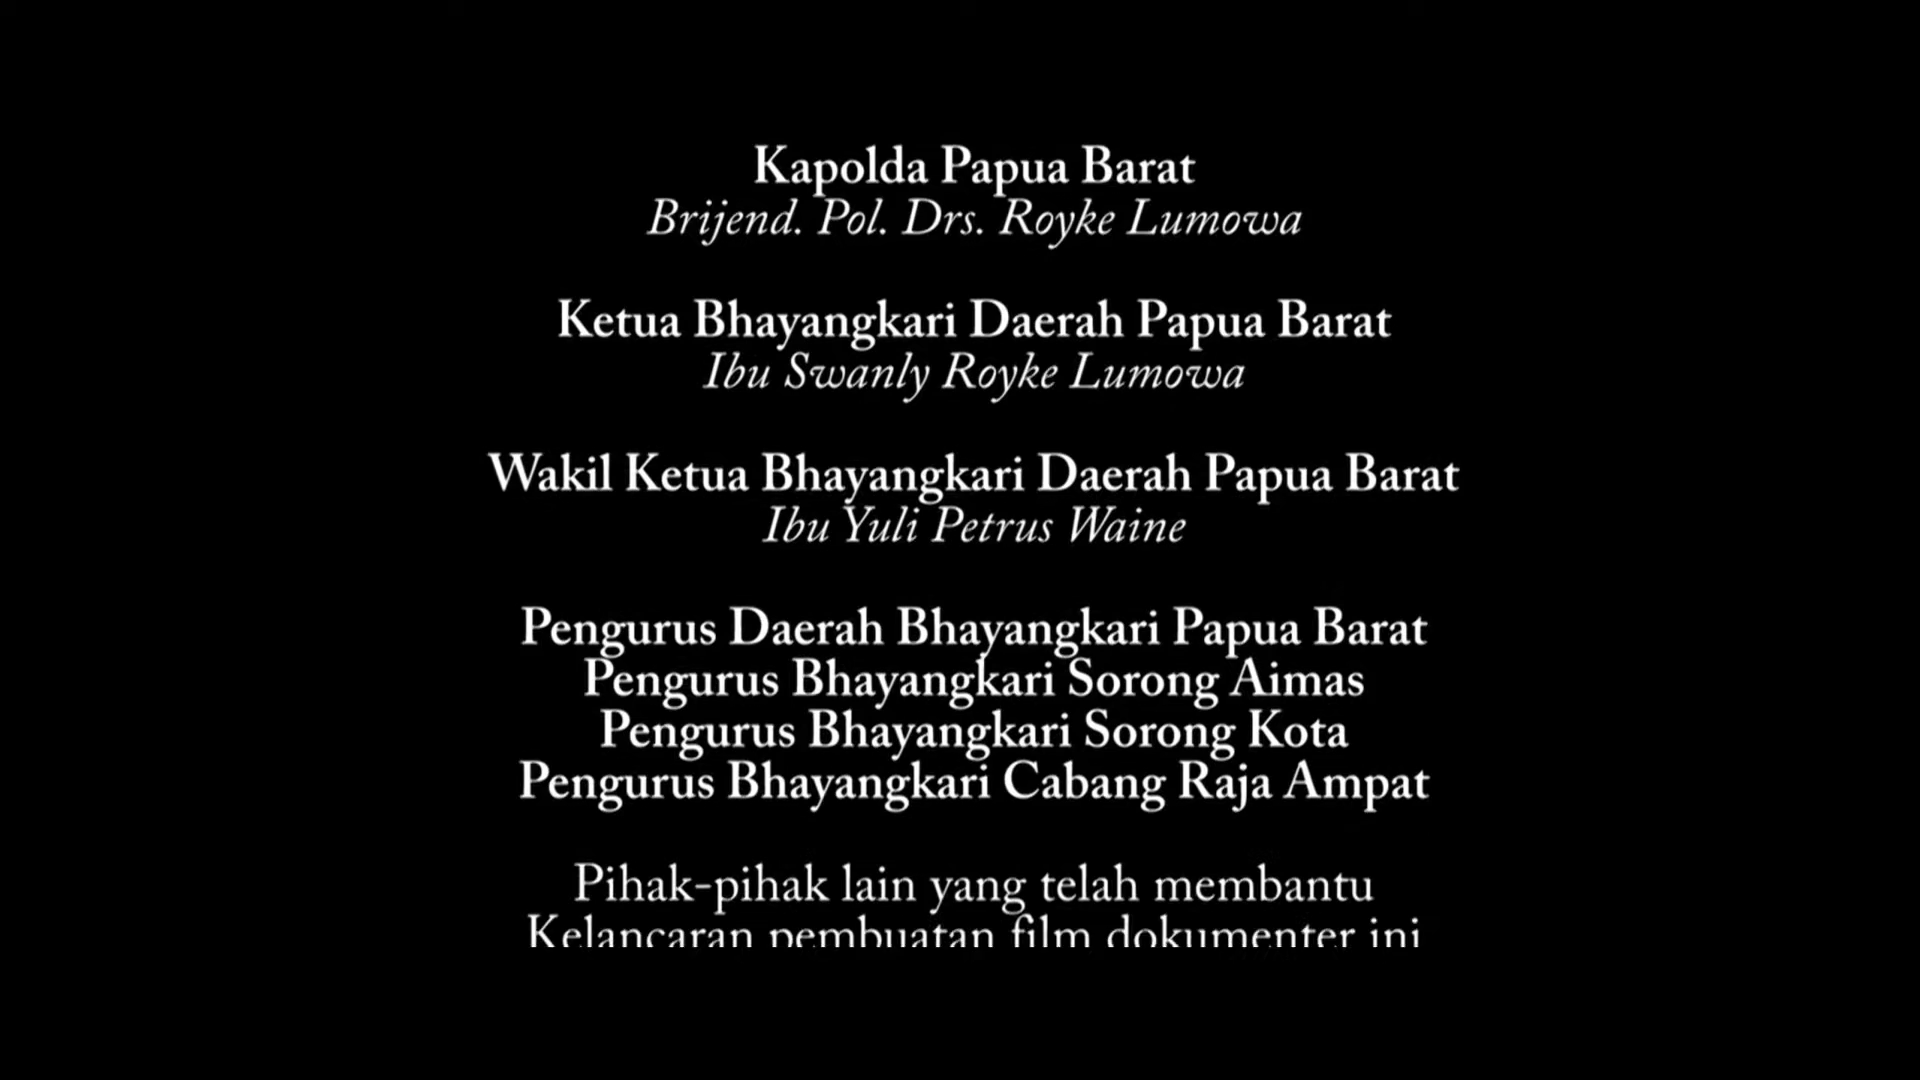 Kapolda Papua Barat
Brijend. Pol. Drs. Royke Lumowa
Ketua Bhayangkari Daerah Papua Barat
Ibu Swanly Royke Lumowa
Wakil Ketua Bhayangkari Daerah Papua Barat
Ibu Yuli Petrus Waine
Pengurus Daerah Bhayangkari Papua Barat
Pengurus Bhayangkari Sorong Aimas
Pengurus Bhayangkari Sorong Kota
Pengurus Bhayangkari Cabang Raja Ampat
Pihak-pihak lain yang telah membantu
Kelancaran pembuatan film dokumenter ini